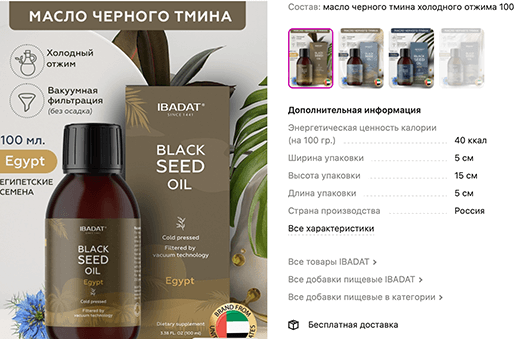 МАСЛО ЧЕРНОГО ТМИНА
Холодный
отжим
Вакуумная
фильтрация
(без осадка)
100 мл.
Egypt
ЕГИПЕТСКИЕ
СЕМЕНА
IBADAT®
SINCE 1441
BLACK
SEED
OIL
Cold pressed
Filtered by
vacuum technology
Egypt
Dietary supplement
3.38 FL.OZ (100 mL)
IBADAT®
BLACK
SEED
OIL
Egypt
Cold pressed
Filtered by
vacuum technology
BRAND FROM
Состав: масло черного тмина холодного отжима 100
Дополнительная информация
Энергетическая ценность калории
(на 100 гр.) 40 ккал
Ширина упаковки 5 см
Высота упаковки 15 см
Длина упаковки 5 см
Страна производства Россия
Все характеристики
Все товары IBADAT >
Все добавки пищевые IBADAT >
Все добавки пищевые в категории >
Бесплатная доставка